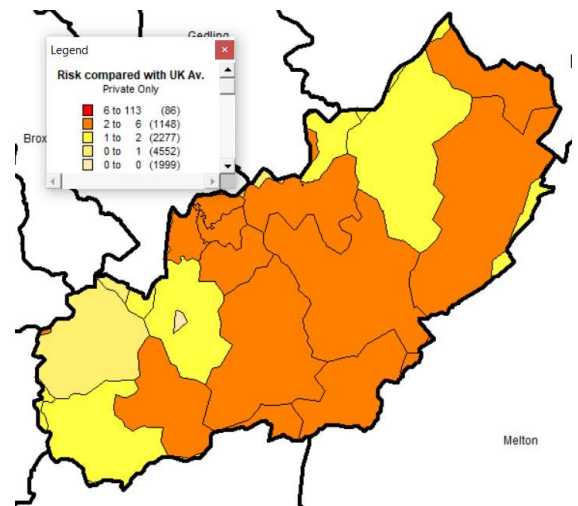 Gedling
Legend
Risk compared with UK Av.
Private Only
6 to 113 (86)
2 to 6 (1148)
1 to 2 (2277)
0 to 1 (4552)
0 to 0 (1999)
Brox
Melton